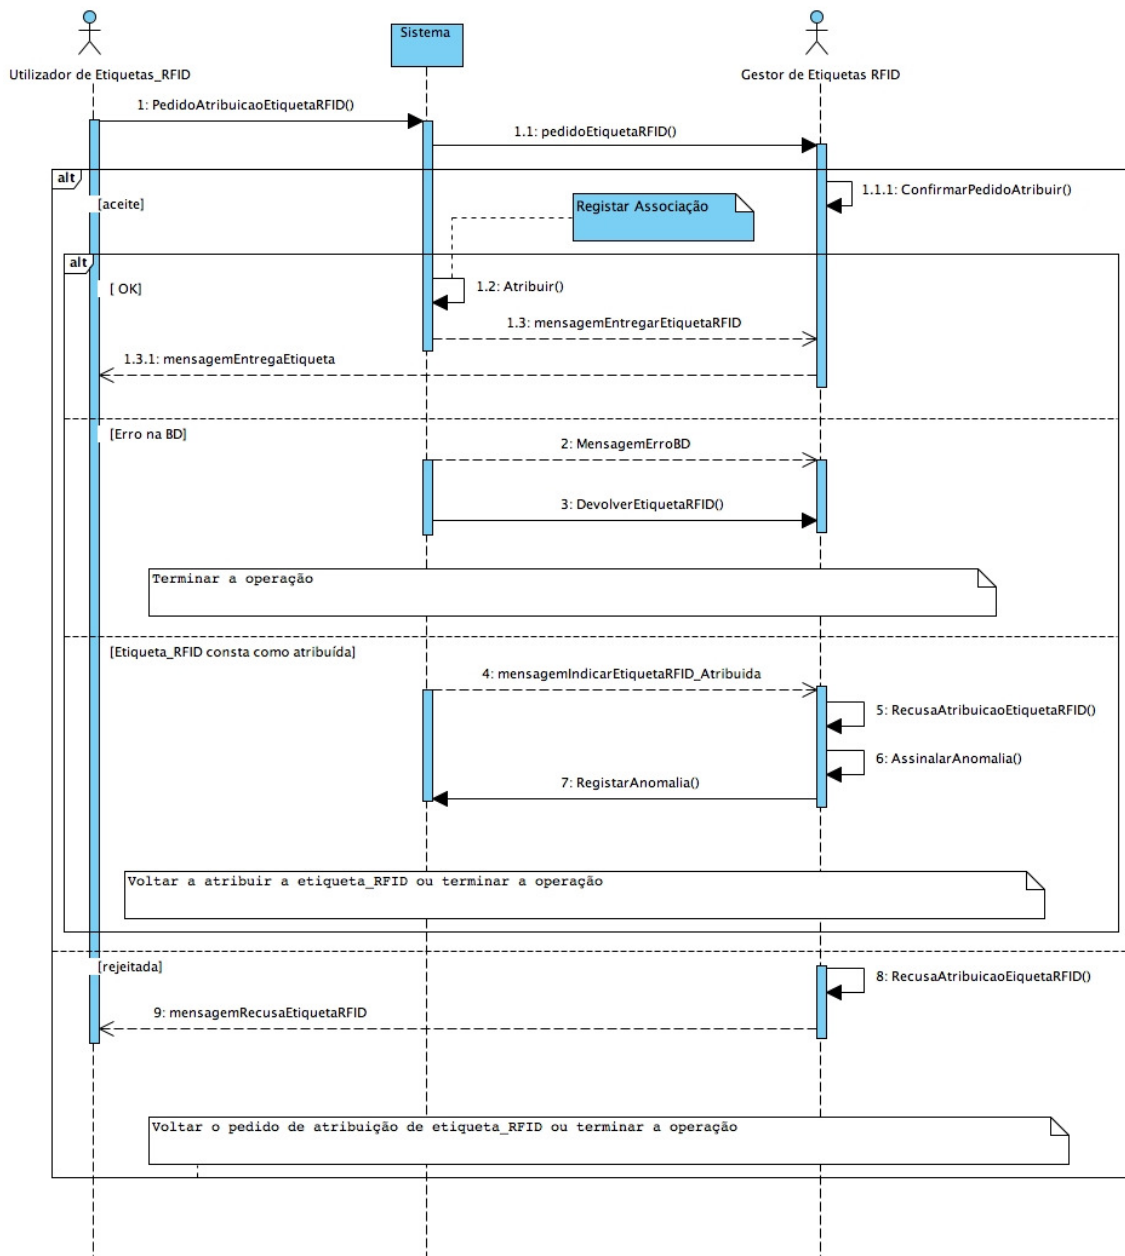 Sistema
Utilizador de Etiquetas_RFID
Gestor de Etiquetas RFID
1: PedidoAtribuicaoEtiquetaRFID()
1.1: pedidoEtiquetaRFID()
alt
[aceite]
1.1.1: ConfirmarPedidoAtribuir()
Registar Associação
alt
[ OK]
1.2: Atribuir()
1.3: mensagemEntregarEtiquetaRFID
1.3.1: mensagemEntregaEtiqueta
[Erro na BD]
2: MensagemErroBD
3: DevolverEtiquetaRFID()
Terminar a operação
[Etiqueta_RFID consta como atribuída]
4: mensagemIndicarEtiquetaRFID_Atribuida
5: RecusaAtribuicaoEtiquetaRFID()
6: AssinalarAnomalia()
7: RegistarAnomalia()
Voltar a atribuir a etiqueta_RFID ou terminar a operação
[rejeitada]
8: RecusaAtribuicaoEiquetaRFID()
9: mensagemRecusaEtiquetaRFID
Voltar o pedido de atribuição de etiqueta_RFID ou terminar a operação